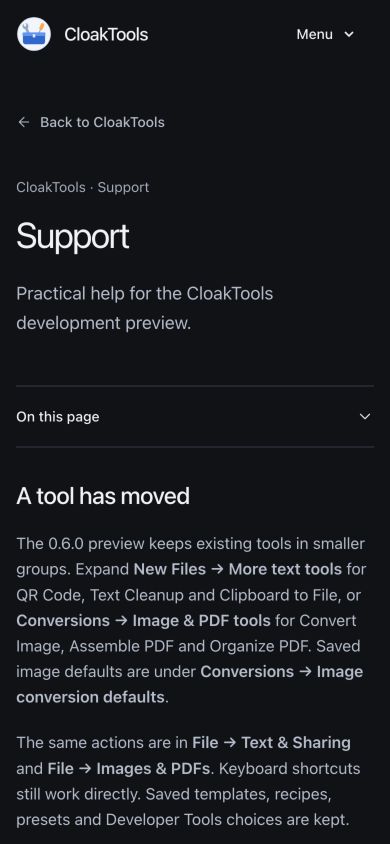 CloakTools
Menu
Back to CloakTools
CloakTools · Support
Support
Practical help for the CloakTools
development preview.
On this page
A tool has moved
The 0.6.0 preview keeps existing tools in smaller
groups. Expand New Files → More text tools for
QR Code, Text Cleanup and Clipboard to File, or
Conversions → Image & PDF tools for Convert
Image, Assemble PDF and Organize PDF. Saved
image defaults are under Conversions → Image
conversion defaults.
The same actions are in File → Text & Sharing
and File → Images & PDFs. Keyboard shortcuts
still work directly. Saved templates, recipes,
presets and Developer Tools choices are kept.